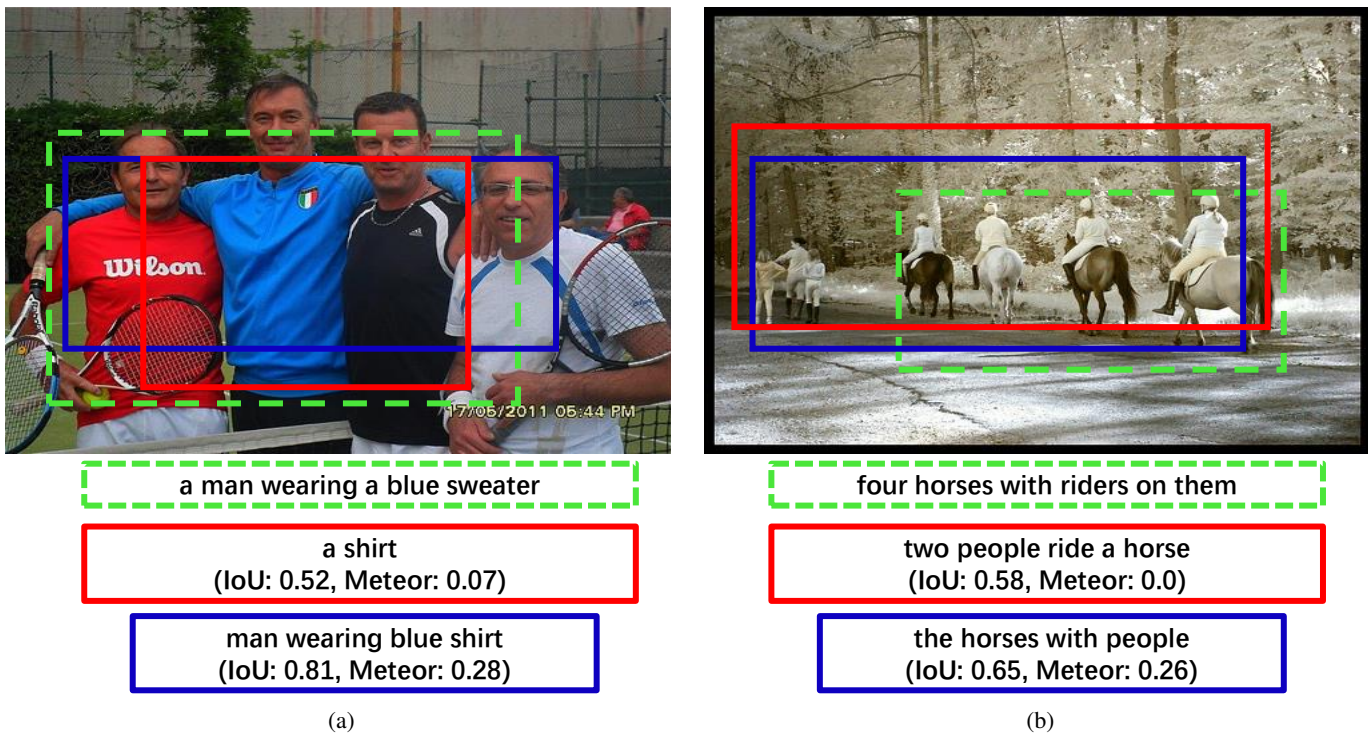 Wilson.
adidas
17/05/2011 05:44 PM
a man wearing a blue sweater
a shirt
(IoU: 0.52, Meteor: 0.07)
man wearing blue shirt
(IoU: 0.81, Meteor: 0.28)
(a)
four horses with riders on them
two people ride a horse
(IoU: 0.58, Meteor: 0.0)
the horses with people
(IoU: 0.65, Meteor: 0.26)
(b)